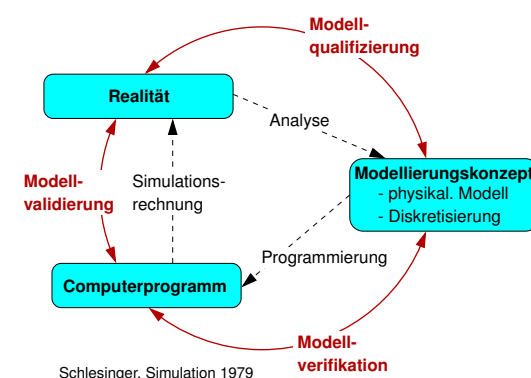 Modell-
qualifizierung
Realität
Analyse
Modellierungskonzept
- physikal. Modell
- Diskretisierung
Modell-
validierung
Simulations-
rechnung
Programmierung
Computerprogramm
Modell-
verifikation
Schlesinger, Simulation 1979